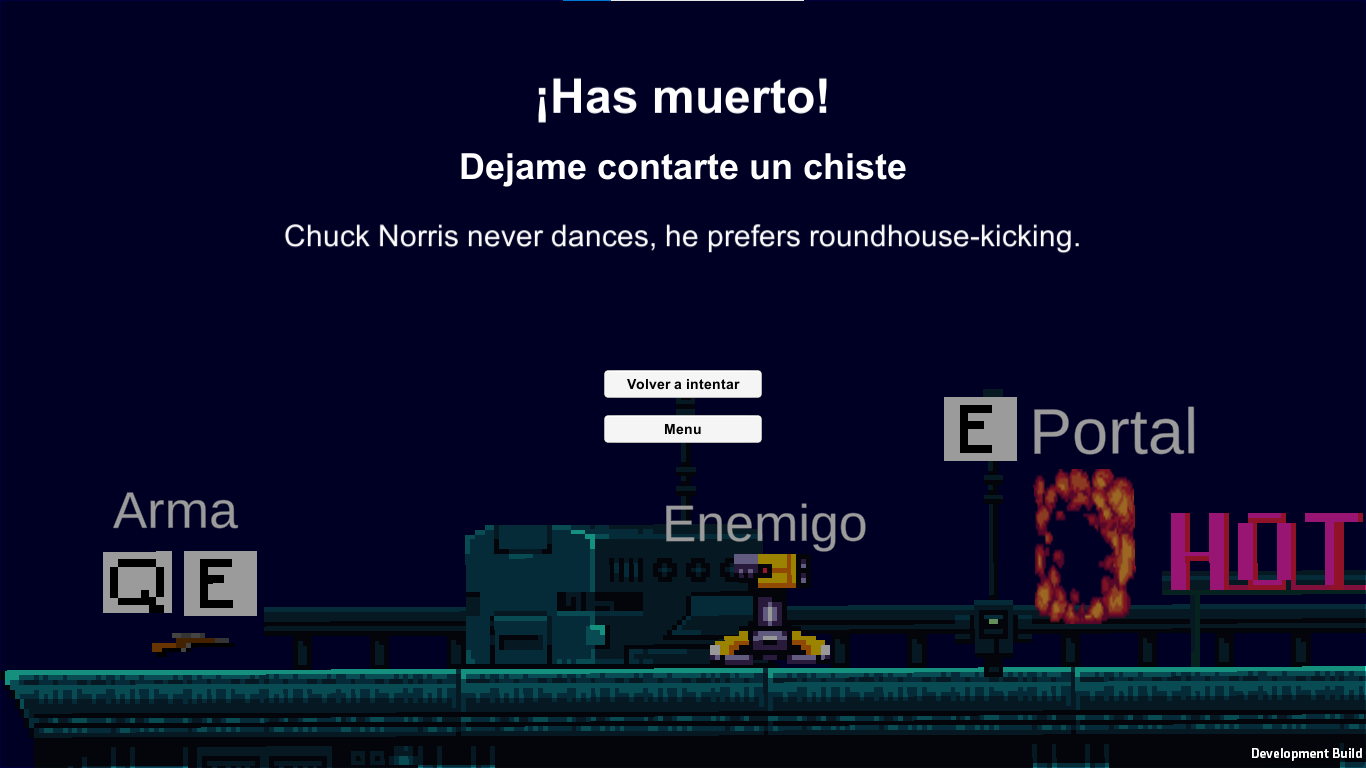 ¡Has muerto!
Dejame contarte un chiste
Chuck Norris never dances, he prefers roundhouse-kicking.
Volver a intentar
Menu
E Portal
Arma
Q E
Enemigo
HOT
Development Build